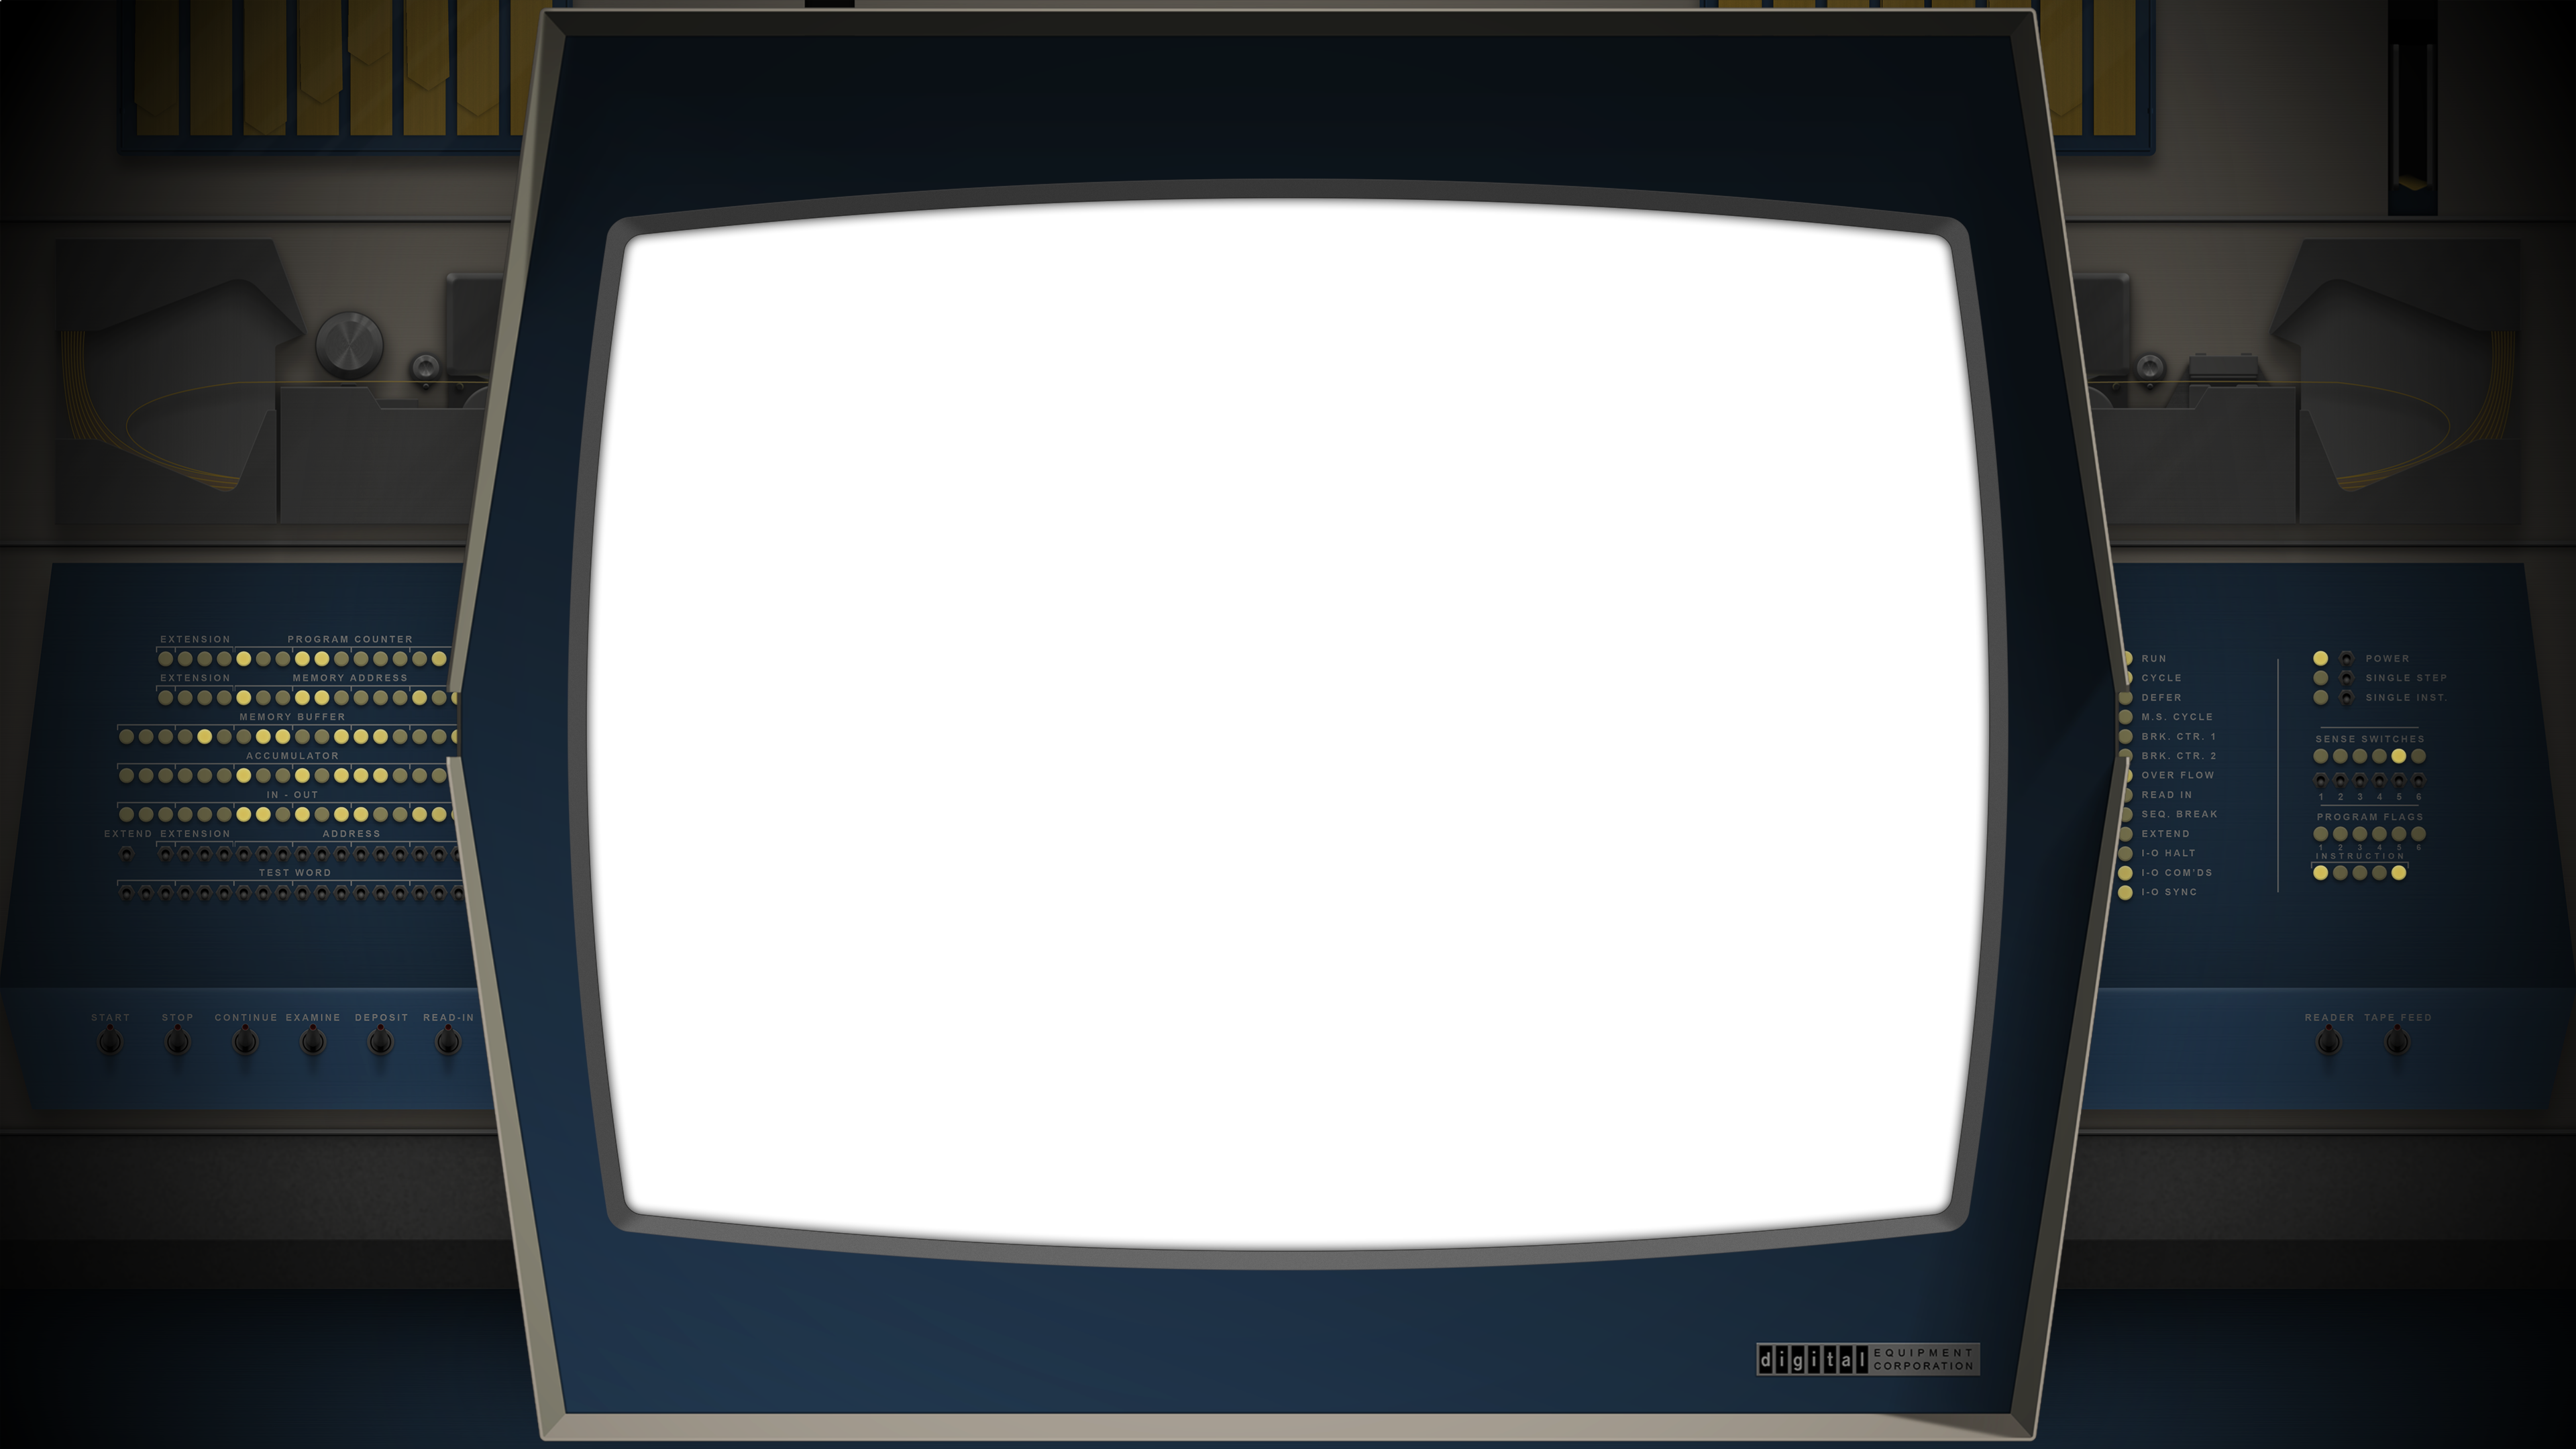 EXTENSION PROGRAM COUNTER
EXTENSION MEMORY ADDRESS
MEMORY BUFFER
ACCUMULATOR
IN - OUT
EXTEND EXTENSION ADDRESS
TEST WORD
START STOP CONTINUE EXAMINE DEPOSIT READ-IN
RUN
CYCLE
DEFER
M.S. CYCLE
BRK. CTR. 1
BRK. CTR. 2
OVER FLOW
READ IN
SEQ. BREAK
EXTEND
I-O HALT
I-O COM'DS
I-O SYNC
POWER
SINGLE STEP
SINGLE INST.
SENSE SWITCHES
1 2 3 4 5 6
PROGRAM FLAGS
1 2 3 4 5 6
INSTRUCTION
READER TAPE FEED
digital EQUIPMENT
CORPORATION